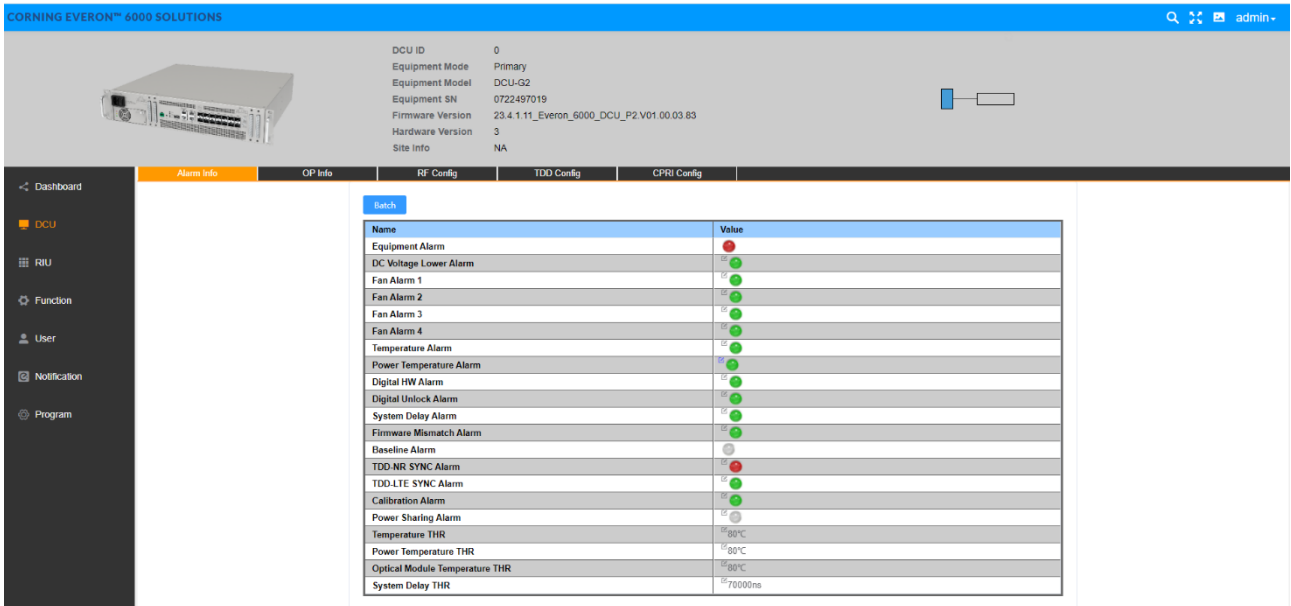 CORNING EVERON™ 6000 SOLUTIONS
admin
DCU ID 0
Equipment Mode Primary
Equipment Model DCU-G2
Equipment SN 0722497019
Firmware Version 23.4.1.11_Everon_6000_DCU_P2.V01.00.03.83
Hardware Version 3
Site Info NA
Alarm Info OP Info RF Config TDD Config CPRI Config
Dashboard
DCU
RIU
Function
User
Notification
Program
Batch
Name Value
Equipment Alarm
DC Voltage Lower Alarm
Fan Alarm 1
Fan Alarm 2
Fan Alarm 3
Fan Alarm 4
Temperature Alarm
Power Temperature Alarm
Digital HW Alarm
Digital Unlock Alarm
System Delay Alarm
Firmware Mismatch Alarm
Baseline Alarm
TDD-NR SYNC Alarm
TDD-LTE SYNC Alarm
Calibration Alarm
Power Sharing Alarm
Temperature THR 80℃
Power Temperature THR 80℃
Optical Module Temperature THR 80℃
System Delay THR 70000ns